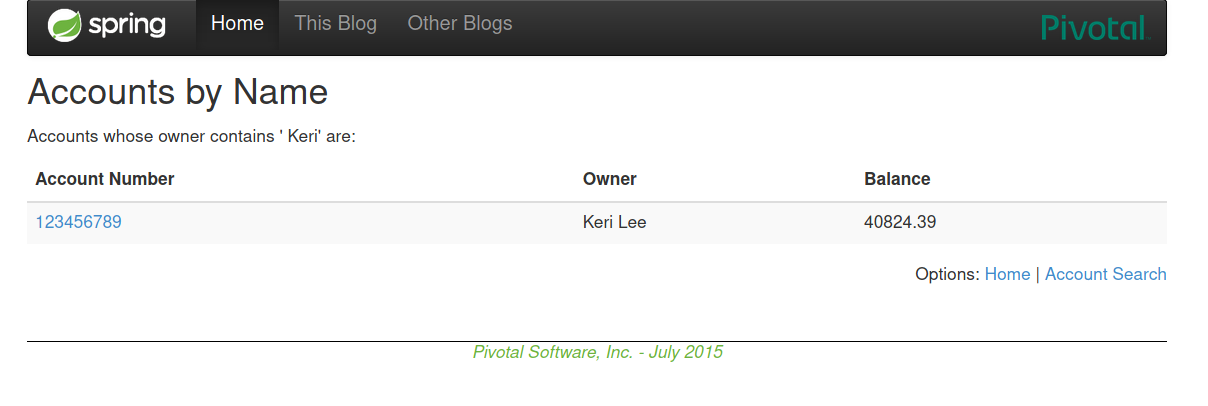 spring Home This Blog Other Blogs Pivotal
Accounts by Name
Accounts whose owner contains ' Keri' are:
Account Number Owner Balance
123456789 Keri Lee 40824.39
Options: Home | Account Search
Pivotal Software, Inc. - July 2015